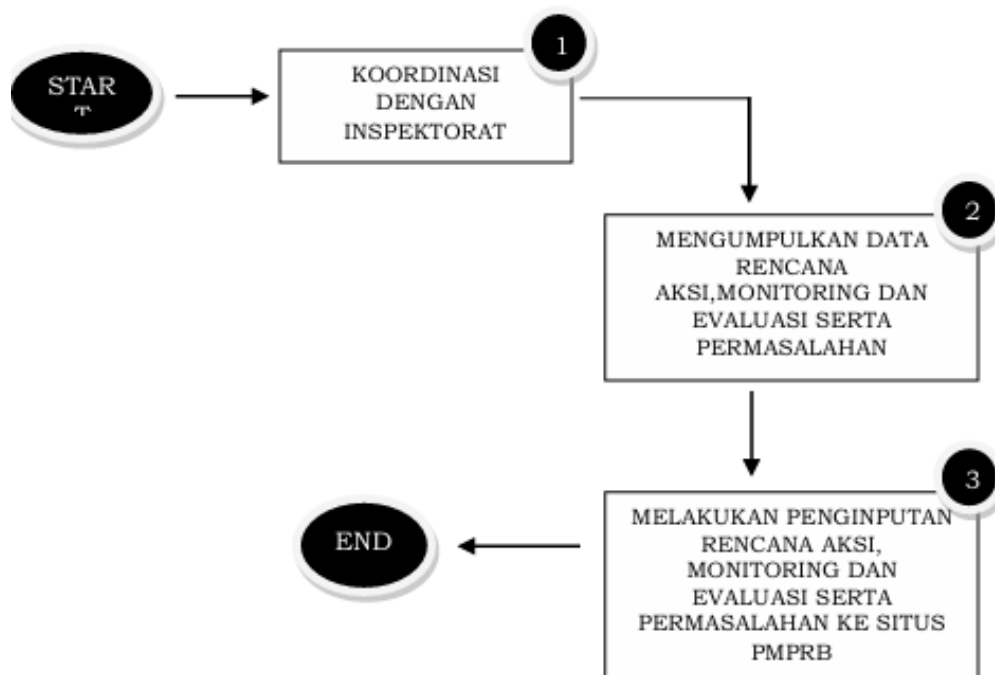 STAR
T
1
KOORDINASI
DENGAN
INSPEKTORAT
2
MENGUMPULKAN DATA
RENCANA
AKSI,MONITORING DAN
EVALUASI SERTA
PERMASALAHAN
3
MELAKUKAN PENGINPUTAN
RENCANA AKSI,
MONITORING DAN
EVALUASI SERTA
PERMASALAHAN KE SITUS
PMPRB
END